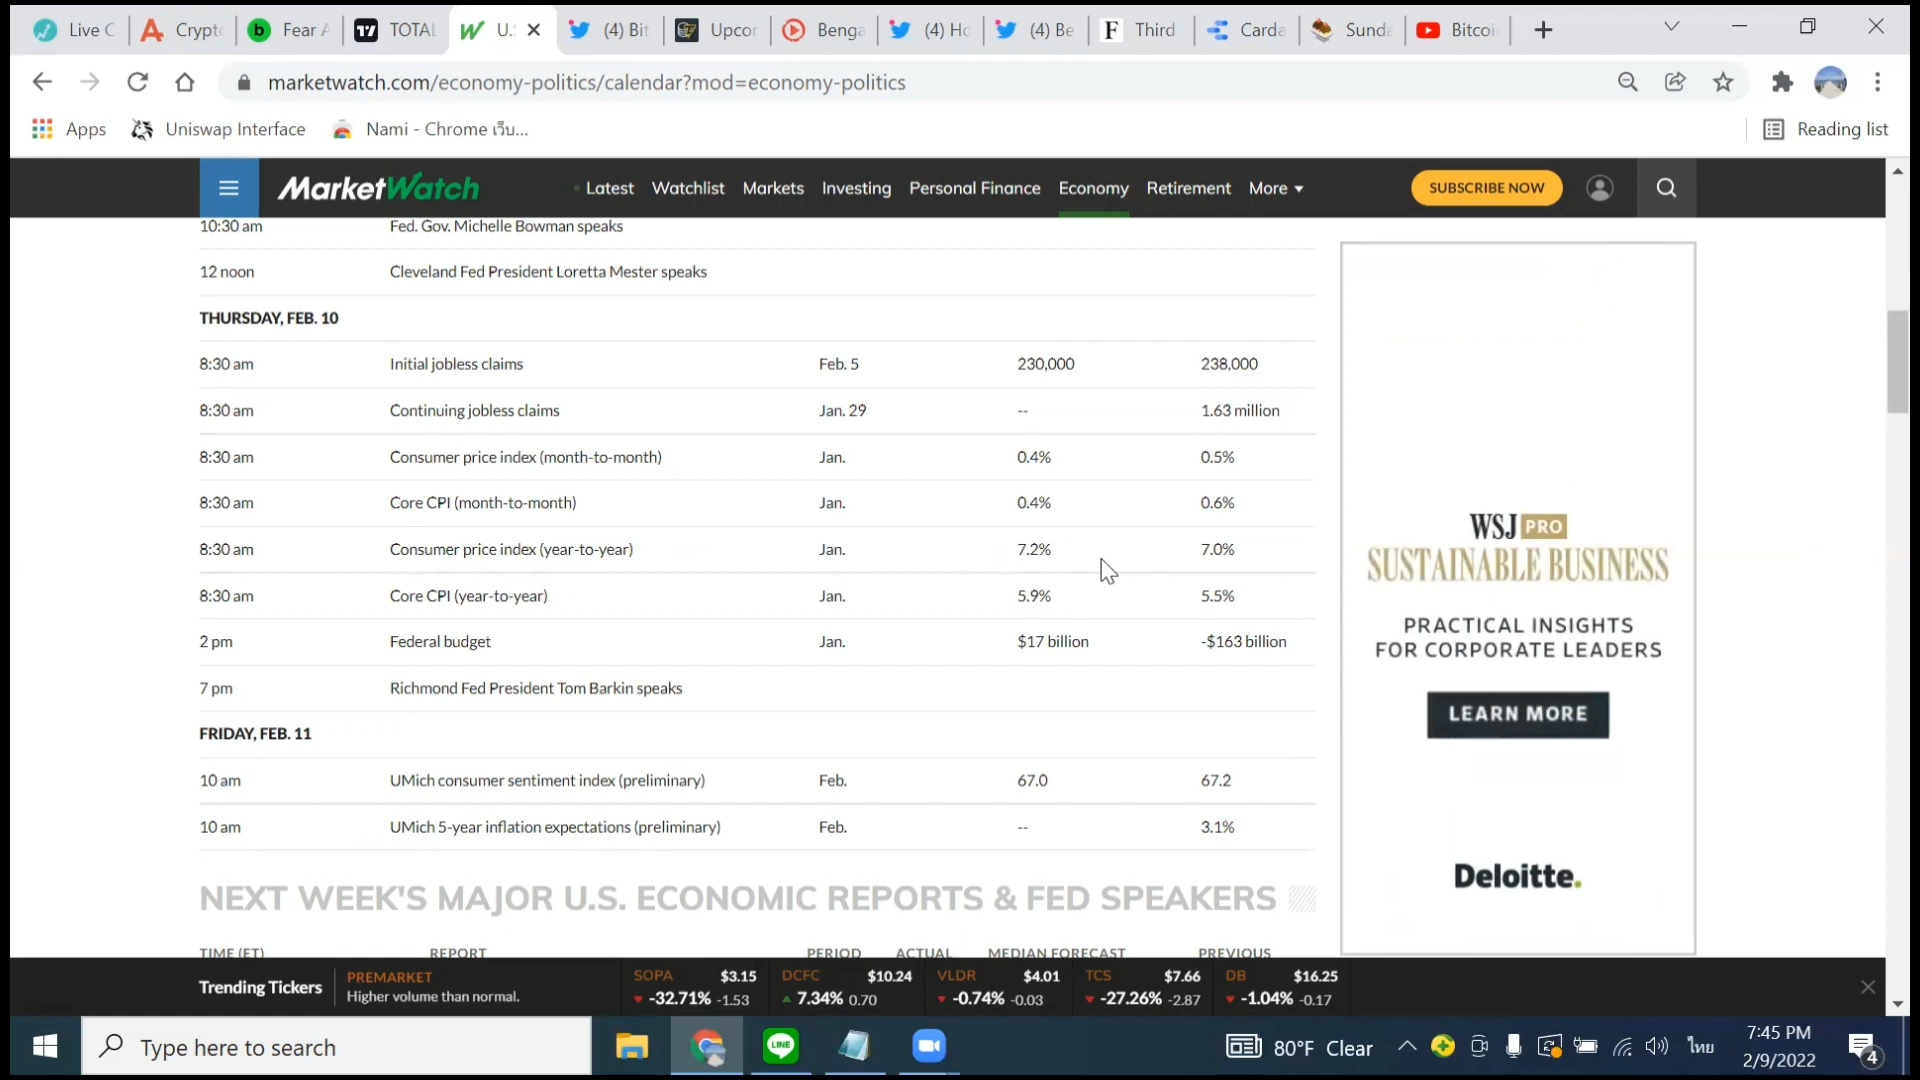 Live C
Crypto
Fear A
TOTAL
U.S
(4) Bit
Upcor
Benga
(4) Ho
(4) Be
Third
Carda
Sunda
Bitcoi
marketwatch.com/economy-politics/calendar?mod=economy-politics
Apps Uniswap Interface Nami - Chrome เว็บ... Reading list
MarketWatch Latest Watchlist Markets Investing Personal Finance Economy Retirement More SUBSCRIBE NOW
10:30 am Fed. Gov. Michelle Bowman speaks
12 noon Cleveland Fed President Loretta Mester speaks
THURSDAY, FEB. 10
8:30 am Initial jobless claims Feb. 5 230,000 238,000
8:30 am Continuing jobless claims Jan. 29 -- 1.63 million
8:30 am Consumer price index (month-to-month) Jan. 0.4% 0.5%
8:30 am Core CPI (month-to-month) Jan. 0.4% 0.6%
8:30 am Consumer price index (year-to-year) Jan. 7.2% 7.0%
8:30 am Core CPI (year-to-year) Jan. 5.9% 5.5%
2 pm Federal budget Jan. $17 billion -$163 billion
7 pm Richmond Fed President Tom Barkin speaks
FRIDAY, FEB. 11
10 am UMich consumer sentiment index (preliminary) Feb. 67.0 67.2
10 am UMich 5-year inflation expectations (preliminary) Feb. -- 3.1%
NEXT WEEK'S MAJOR U.S. ECONOMIC REPORTS & FED SPEAKERS
TIME (ET) REPORT PERIOD ACTUAL MEDIAN FORECAST PREVIOUS
WSJ PRO
SUSTAINABLE BUSINESS
PRACTICAL INSIGHTS
FOR CORPORATE LEADERS
LEARN MORE
Deloitte.
Trending Tickers
PREMARKET
Higher volume than normal.
SOPA $3.15
-32.71% -1.53
DCFC $10.24
7.34% 0.70
VLDR $4.01
-0.74% -0.03
TCS $7.66
-27.26% -2.87
DB $16.25
-1.04% -0.17
Type here to search
LINE
80°F Clear
ไทย
7:45 PM
2/9/2022
4